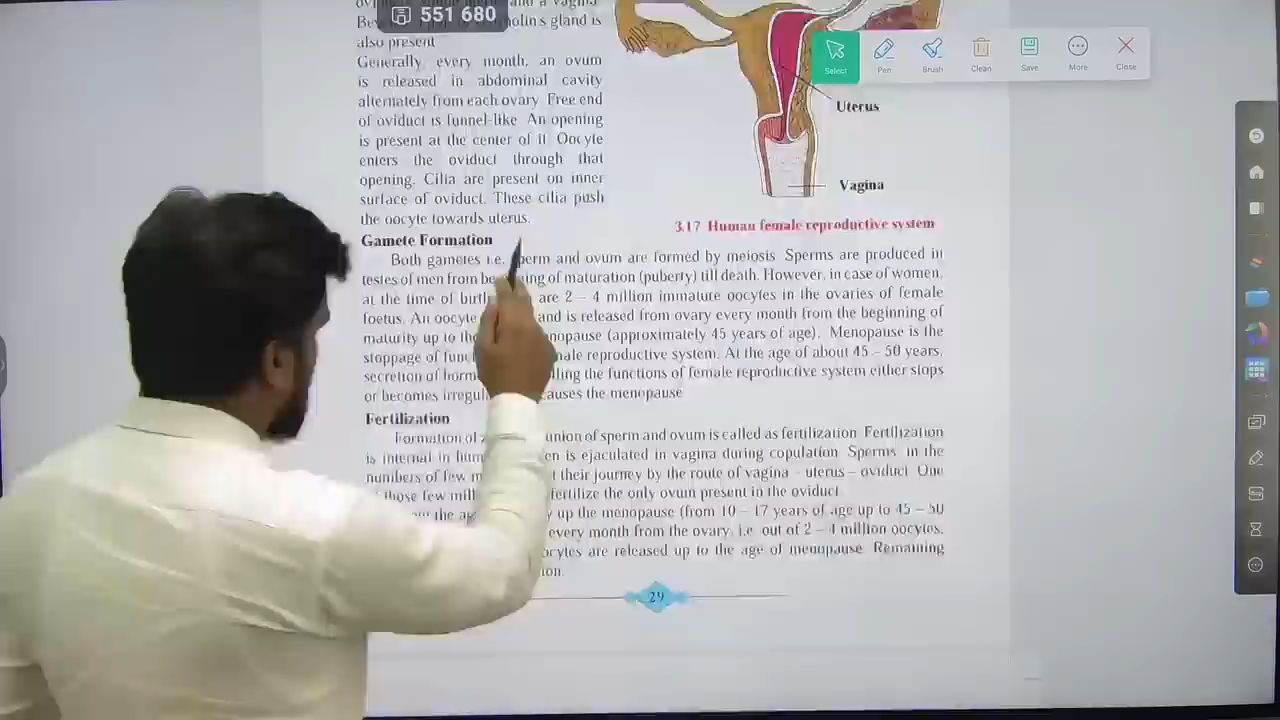 551 680
and a vagina
gland is
also present
Generally, every month, an ovum
is released in abdominal cavity
alternately from each ovary. Free end
of oviduct is funnel-like. An opening
is present at the center of it. Oocyte
enters the oviduct through that
opening. Cilia are present on inner
surface of oviduct. These cilia push
the oocyte towards uterus.
Select
Pen
Brush
Clean
Save
More
Close
Uterus
Vagina
3.17 Human female reproductive system
Gamete Formation
Both gametes i.e. sperm and ovum are formed by meiosis. Sperms are produced in
testes of men from of maturation (puberty) till death. However, in case of women,
at the time of birth are 2 – 4 million immature oocytes in the ovaries of female
foetus. An oocyte and is released from ovary every month from the beginning of
maturity up to the (approximately 45 years of age). Menopause is the
stoppage of reproductive system. At the age of about 45 – 50 years,
secretion of the functions of female reproductive system either stops
or becomes the menopause
Fertilization
Formation of union of sperm and ovum is called as fertilization. Fertilization
is internal in is ejaculated in vagina during copulation. Sperms in the
numbers of few their journey by the route of vagina – uterus – oviduct. One
those few fertilize the only ovum present in the oviduct.
the up the menopause (from 10 – 17 years of age up to 45 – 50
every month from the ovary, i.e. out of 2 – 4 million oocytes,
are released up to the age of menopause. Remaining
29